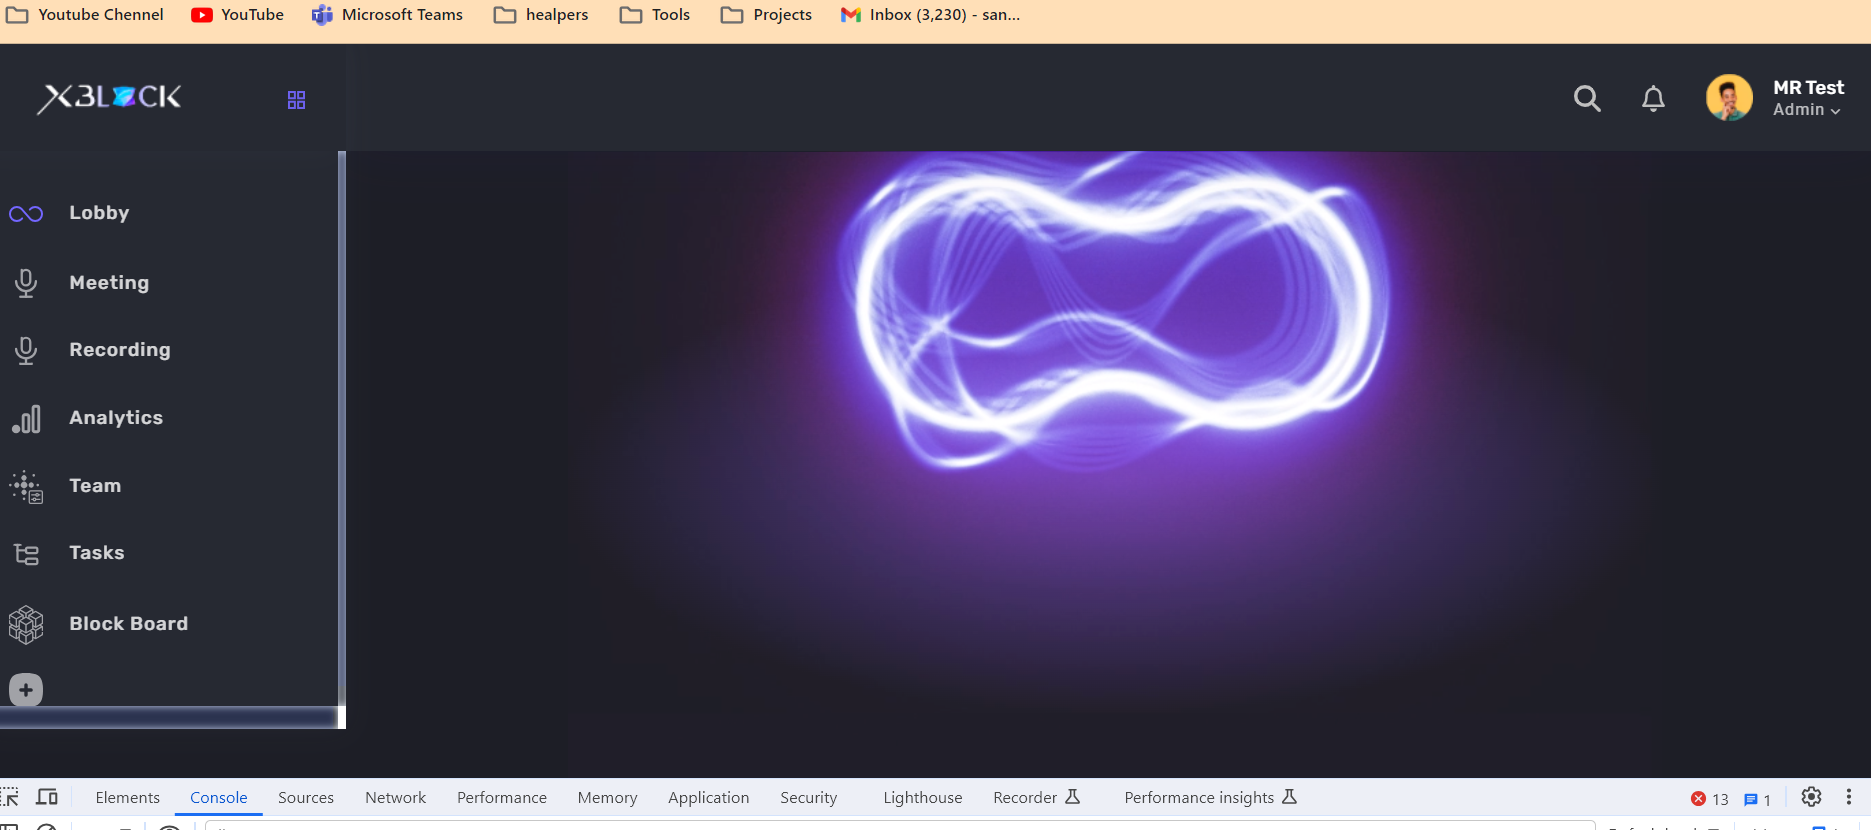 Youtube Channel YouTube Microsoft Teams healpers Tools Projects Inbox (3,230) - san...
X3LOCK
MR Test
Admin
Lobby
Meeting
Recording
Analytics
Team
Tasks
Block Board
Elements Console Sources Network Performance Memory Application Security Lighthouse Recorder Performance insights 13 1